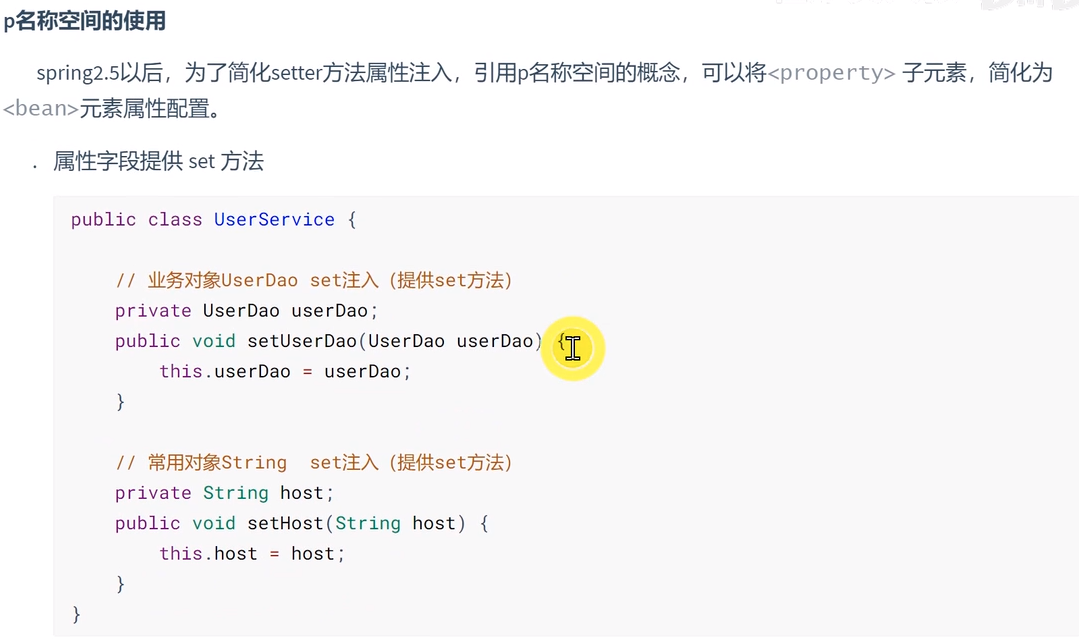 p名称空间的使用
spring2.5以后，为了简化setter方法属性注入，引用p名称空间的概念，可以将<property> 子元素，简化为
<bean>元素属性配置。
. 属性字段提供 set 方法
public class UserService {
// 业务对象UserDao set注入（提供set方法）
private UserDao userDao;
public void setUserDao(UserDao userDao) {
this.userDao = userDao;
}
// 常用对象String  set注入（提供set方法）
private String host;
public void setHost(String host) {
this.host = host;
}
}